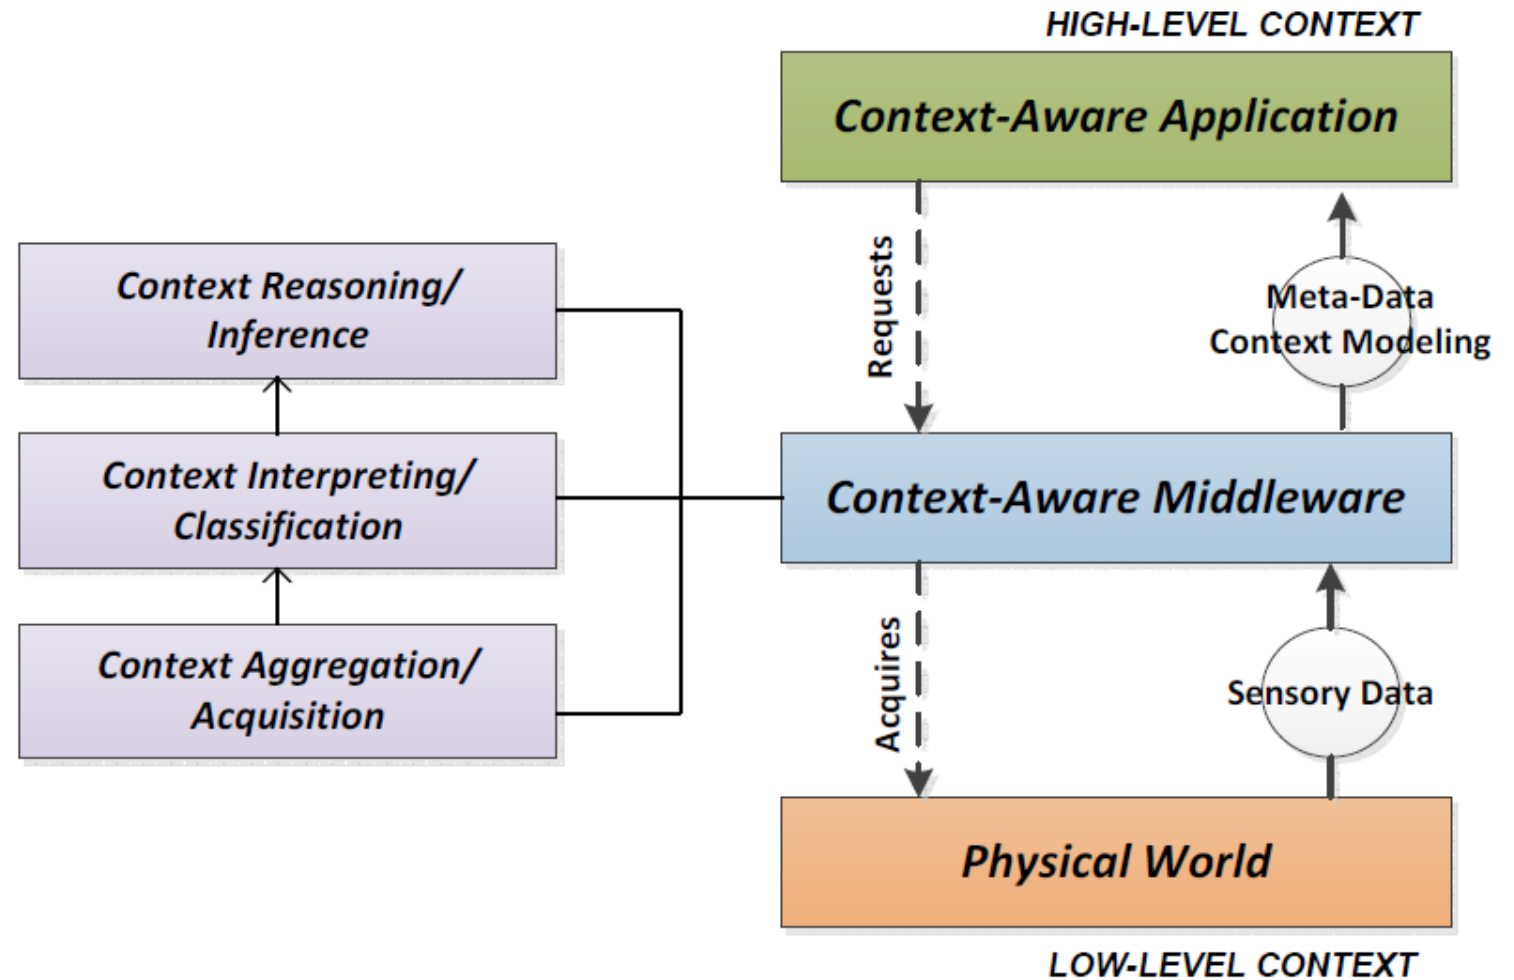 HIGH-LEVEL CONTEXT
Context-Aware Application
Requests
Meta-Data
Context Modeling
Context Reasoning/
Inference
Context Interpreting/
Classification
Context Aggregation/
Acquisition
Context-Aware Middleware
Acquires
Sensory Data
Physical World
LOW-LEVEL CONTEXT